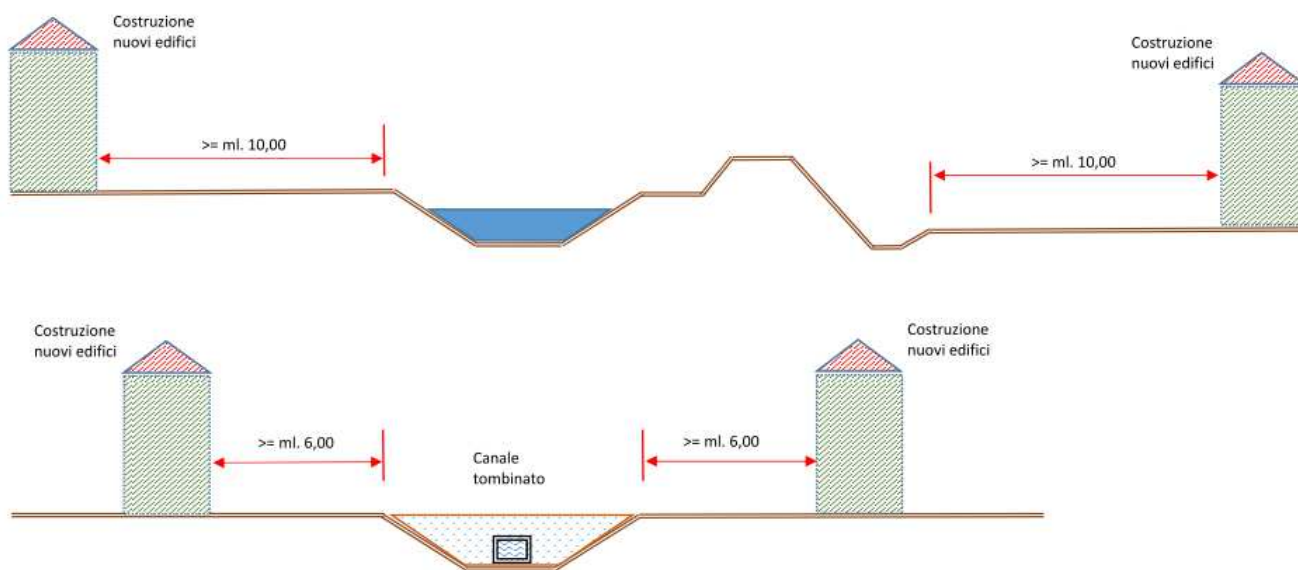 Costruzione
nuovi edifici
Costruzione
nuovi edifici
>= ml. 10,00
>= ml. 10,00
Costruzione
nuovi edifici
Costruzione
nuovi edifici
>= ml. 6,00
>= ml. 6,00
Canale
tombinato